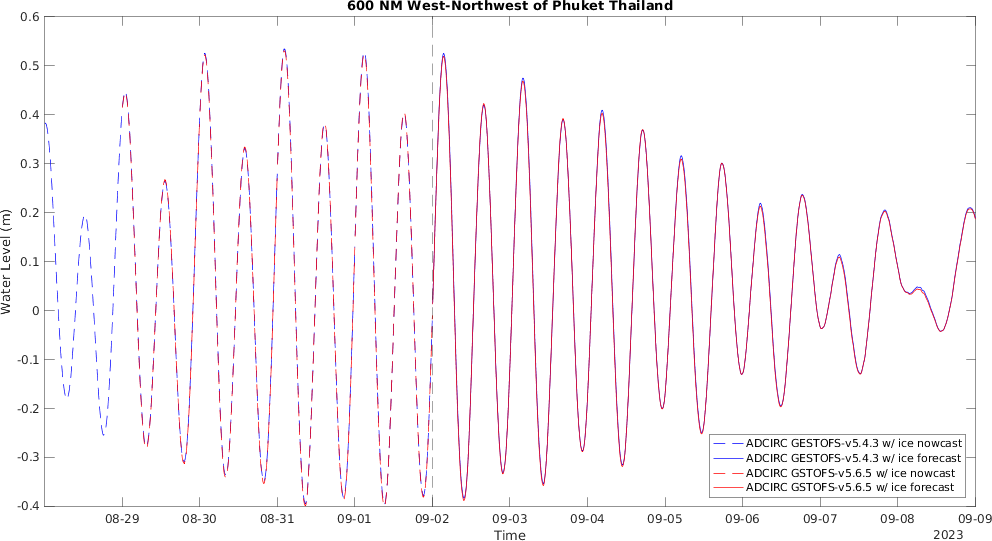 600 NM West-Northwest of Phuket Thailand
0.6
0.5
0.4
0.3
0.2
0.1
0
-0.1
-0.2
-0.3
-0.4
Water Level (m)
ADCIRC GESTOFS-v5.4.3 w/ ice nowcast
ADCIRC GESTOFS-v5.4.3 w/ ice forecast
ADCIRC GSTOFS-v5.6.5 w/ ice nowcast
ADCIRC GSTOFS-v5.6.5 w/ ice forecast
08-29 08-30 08-31 09-01 09-02 09-03 09-04 09-05 09-06 09-07 09-08 09-09
Time
2023